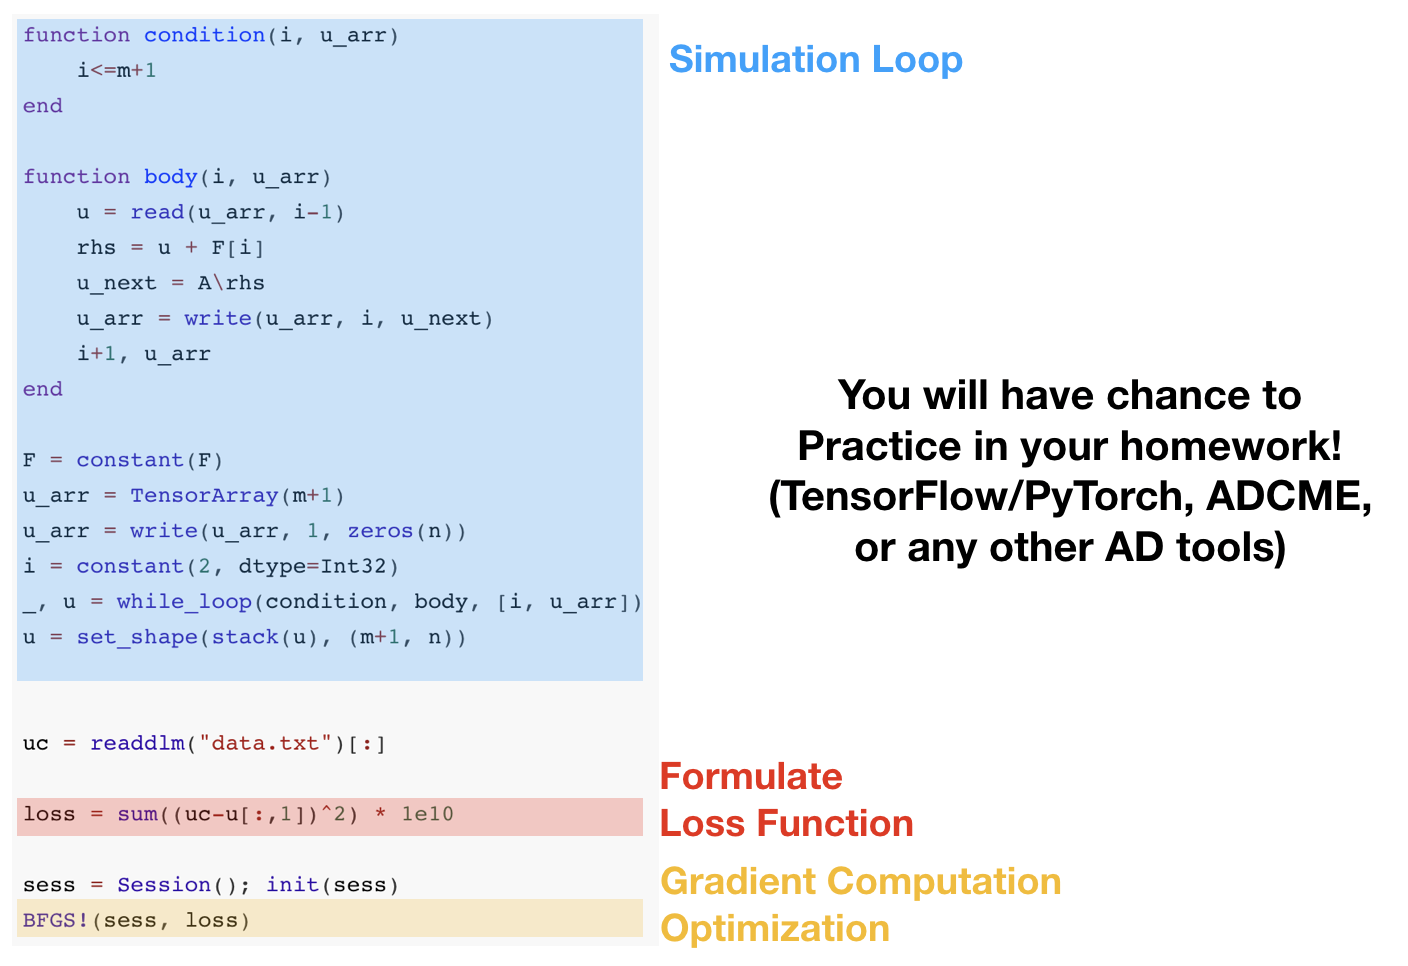 function condition(i, u_arr)
    i<=m+1
end
function body(i, u_arr)
    u = read(u_arr, i-1)
    rhs = u + F[i]
    u_next = A\rhs
    u_arr = write(u_arr, i, u_next)
    i+1, u_arr
end
F = constant(F)
u_arr = TensorArray(m+1)
u_arr = write(u_arr, 1, zeros(n))
i = constant(2, dtype=Int32)
_, u = while_loop(condition, body, [i, u_arr])
u = set_shape(stack(u), (m+1, n))
uc = readdlm("data.txt")[:]
loss = sum((uc-u[:,1])^2) * 1e10
sess = Session(); init(sess)
BFGS!(sess, loss)
Simulation Loop
You will have chance to
Practice in your homework!
(TensorFlow/PyTorch, ADCME,
or any other AD tools)
Formulate
Loss Function
Gradient Computation
Optimization